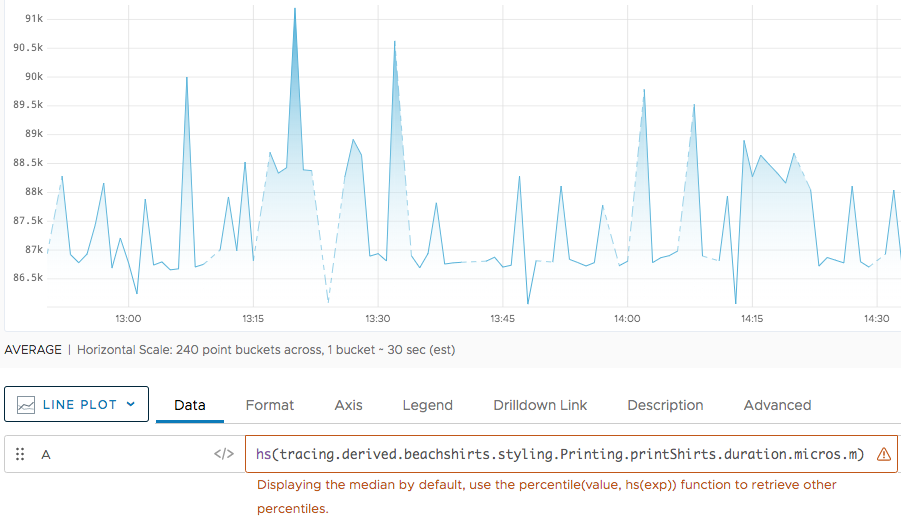 91k
90.5k
90k
89.5k
89k
88.5k
88k
87.5k
87k
86.5k
13:00 13:15 13:30 13:45 14:00 14:15 14:30
AVERAGE | Horizontal Scale: 240 point buckets across, 1 bucket ~ 30 sec (est)
LINE PLOT Data Format Axis Legend Drilldown Link Description Advanced
A </> hs(tracing.derived.beachshirts.styling.Printing.printShirts.duration.micros.m)
Displaying the median by default, use the percentile(value, hs(exp)) function to retrieve other
percentiles.